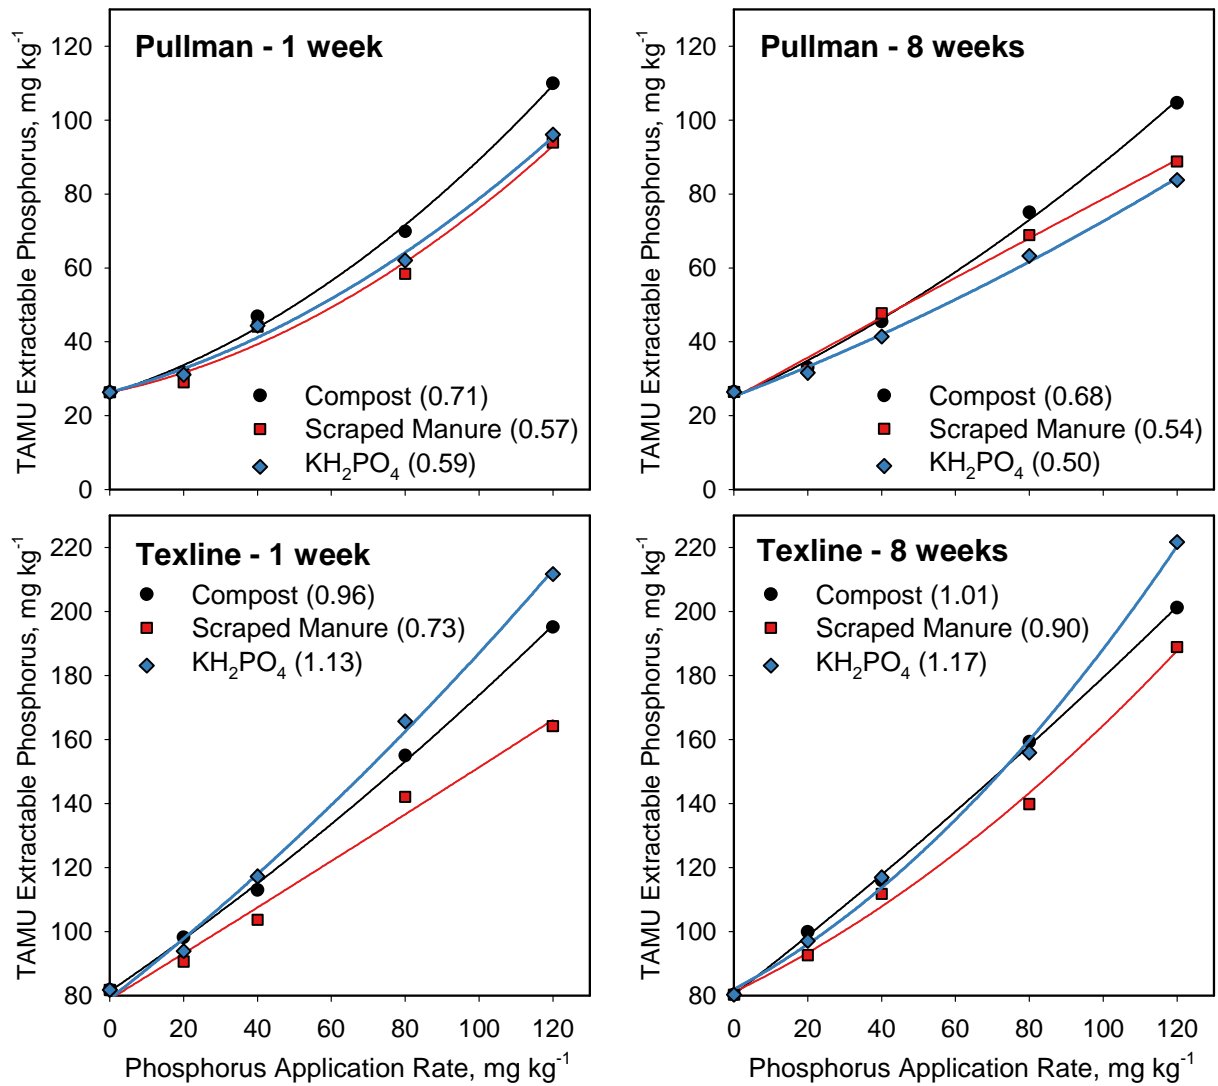 Pullman - 1 week
TAMU Extractable Phosphorus, mg kg⁻¹
120
100
80
60
40
20
0
Compost (0.71)
Scraped Manure (0.57)
KH₂PO₄ (0.59)
Pullman - 8 weeks
TAMU Extractable Phosphorus, mg kg⁻¹
120
100
80
60
40
20
0
Compost (0.68)
Scraped Manure (0.54)
KH₂PO₄ (0.50)
Texline - 1 week
Compost (0.96)
Scraped Manure (0.73)
KH₂PO₄ (1.13)
TAMU Extractable Phosphorus, mg kg⁻¹
220
200
180
160
140
120
100
80
0 20 40 60 80 100 120
Phosphorus Application Rate, mg kg⁻¹
Texline - 8 weeks
Compost (1.01)
Scraped Manure (0.90)
KH₂PO₄ (1.17)
TAMU Extractable Phosphorus, mg kg⁻¹
220
200
180
160
140
120
100
80
0 20 40 60 80 100 120
Phosphorus Application Rate, mg kg⁻¹